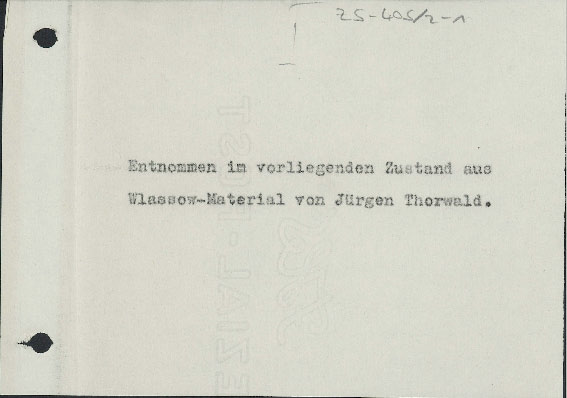 ZS-405/2-1
Entnommen im vorliegenden Zustand aus
Wlassow-Material von Jürgen Thorwald.